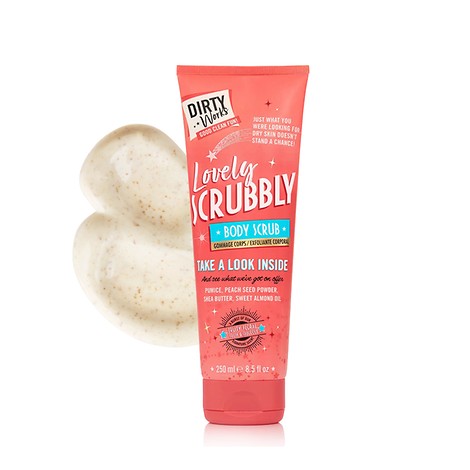 DIRTY
Works
GOOD CLEAN FUN!
JUST WHAT YOU
WERE LOOKING FOR
DRY SKIN DOESN'T
STAND A CHANCE!
Lovely
SCRUBBLY
BODY SCRUB
GOMMAGE CORPS / EXFOLIANTE CORPORAL
TAKE A LOOK INSIDE
And see what we've got on offer
PUMICE, PEACH SEED POWDER,
SHEA BUTTER, SWEET ALMOND OIL
250 ml e 8.5 fl oz